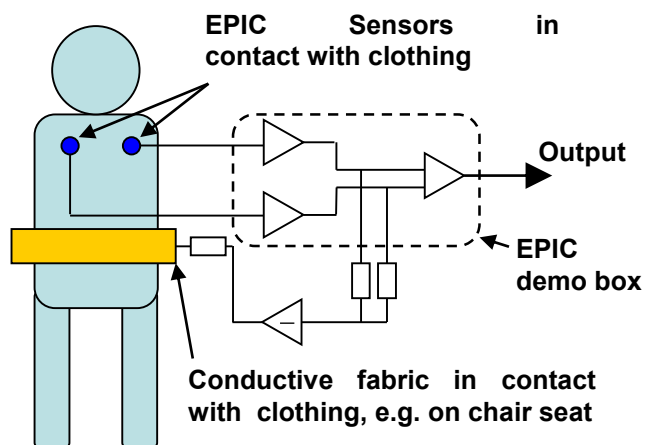 EPIC Sensors in
contact with clothing
Output
EPIC
demo box
Conductive fabric in contact
with clothing, e.g. on chair seat